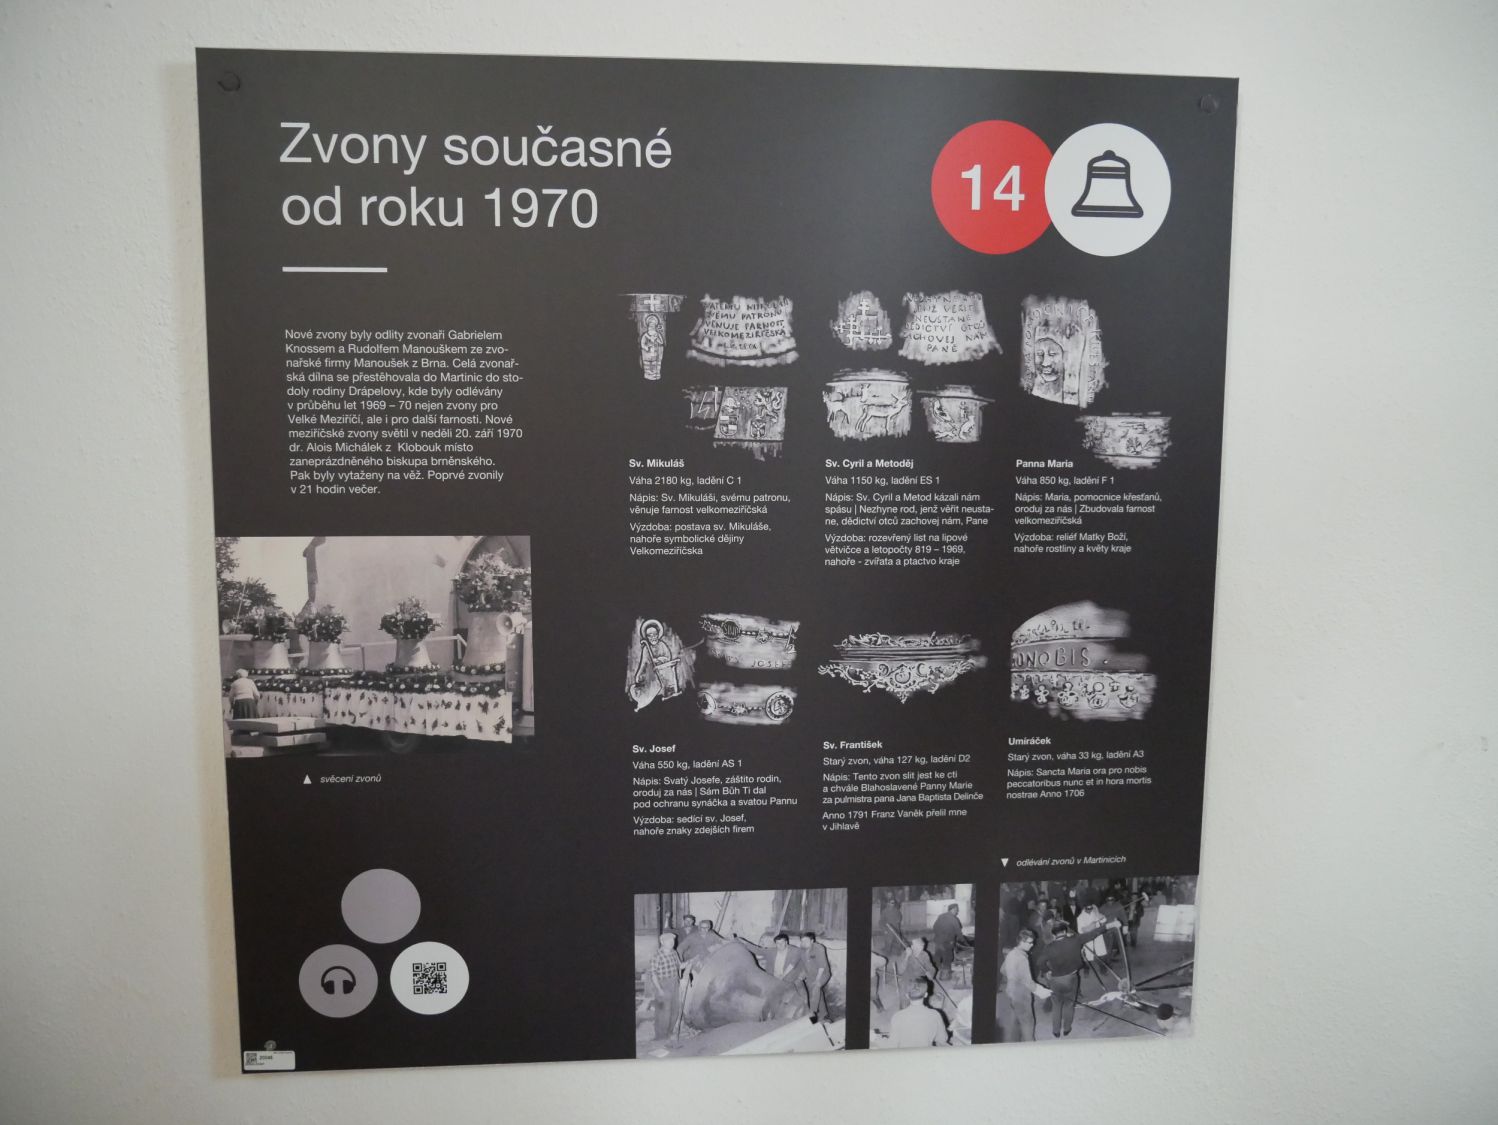 Zvony současné
od roku 1970
14
Nové zvony byly odlity zvonaři Gabrielem
Knossem a Rudolfem Manouškem ze zvo-
nařské firmy Manoušek z Brna. Celá zvonař-
ská dílna se přestěhovala do Martinic do sto-
doly rodiny Drápelovy, kde byly odlévány
v průběhu let 1969 – 70 nejen zvony pro
Velké Meziříčí, ale i pro další farnosti. Nové
meziříčské zvony světil v neděli 20. září 1970
dr. Alois Michálek z Klobouk místo
zaneprázdněného biskupa brněnského.
Pak byly vytaženy na věž. Poprvé zvonily
v 21 hodin večer.
svěcení zvonů
Sv. Mikuláš
Váha 2180 kg, ladění C 1
Nápis: Sv. Mikuláši, svému patronu,
věnuje farnost velkomeziříčská
Výzdoba: postava sv. Mikuláše,
nahoře symbolické dějiny
Velkomeziříčska
Sv. Cyril a Metoděj
Váha 1150 kg, ladění ES 1
Nápis: Sv. Cyril a Metod kázali nám
spásu | Nezhyne rod, jenž věřit neusta-
ne, dědictví otců zachovej nám, Pane
Výzdoba: rozevřený list na lipové
větvičce a letopočty 819 – 1969,
nahoře - zvířata a ptactvo kraje
Panna Maria
Váha 850 kg, ladění F 1
Nápis: Maria, pomocnice křesťanů,
oroduj za nás | Zbudovala farnost
velkomeziříčská
Výzdoba: reliéf Matky Boží,
nahoře rostliny a květy kraje
JOSEF
Sv. Josef
Váha 550 kg, ladění AS 1
Nápis: Svatý Josefe, záštito rodin,
oroduj za nás | Sám Bůh Ti dal
pod ochranu synáčka a svatou Pannu
Výzdoba: sedící sv. Josef,
nahoře znaky zdejších firem
Sv. František
Starý zvon, váha 127 kg, ladění D2
Nápis: Tento zvon slit jest ke cti
a chvále Blahoslavené Panny Marie
za pulmistra pana Jana Baptista Delinče
Anno 1791 Franz Vaněk přelil mne
v Jihlavě
NOBIS
Umíráček
Starý zvon, váha 33 kg, ladění A3
Nápis: Sancta Maria ora pro nobis
peccatoribus nunc et in hora mortis
nostrae Anno 1706
odlévání zvonů v Martinicích